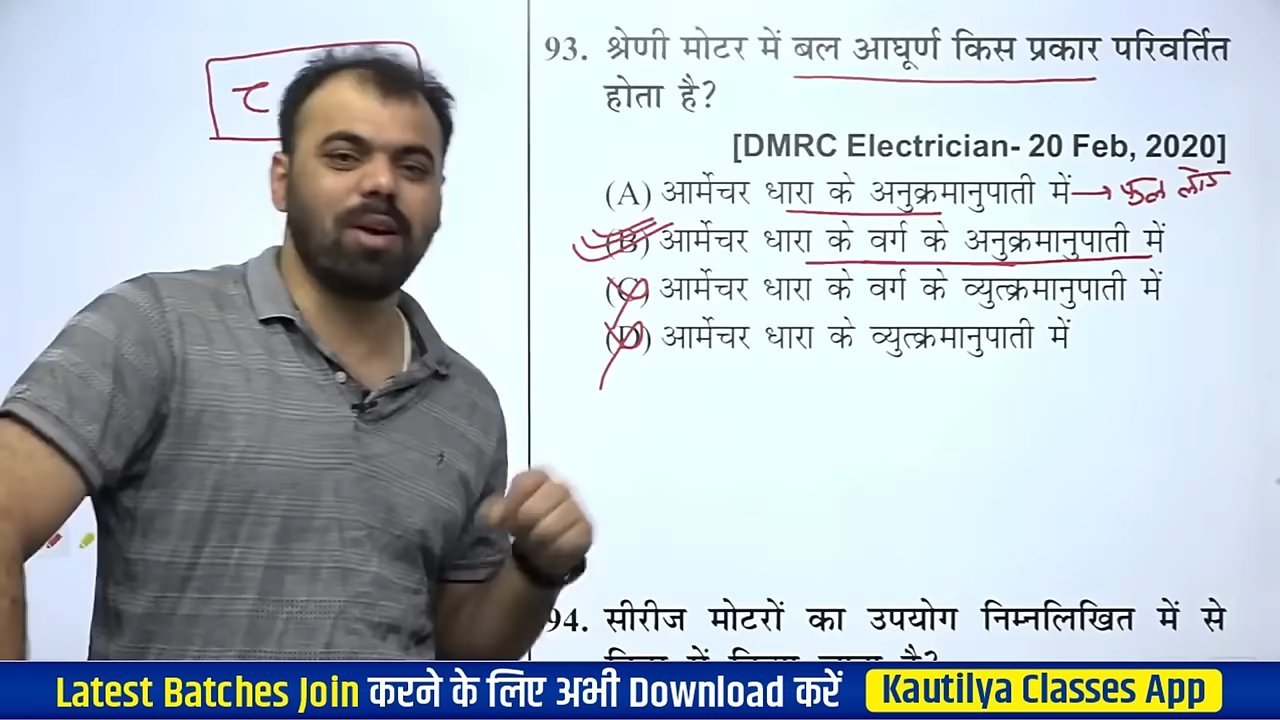 τ
93. श्रेणी मोटर में बल आघूर्ण किस प्रकार परिवर्तित
होता है?
[DMRC Electrician- 20 Feb, 2020]
(A) आर्मेचर धारा के अनुक्रमानुपाती में → फुल लोड
(B) आर्मेचर धारा के वर्ग के अनुक्रमानुपाती में
(C) आर्मेचर धारा के वर्ग के व्युत्क्रमानुपाती में
(D) आर्मेचर धारा के व्युत्क्रमानुपाती में
94. सीरीज मोटरों का उपयोग निम्नलिखित में से
Latest Batches Join करने के लिए अभी Download करें Kautilya Classes App